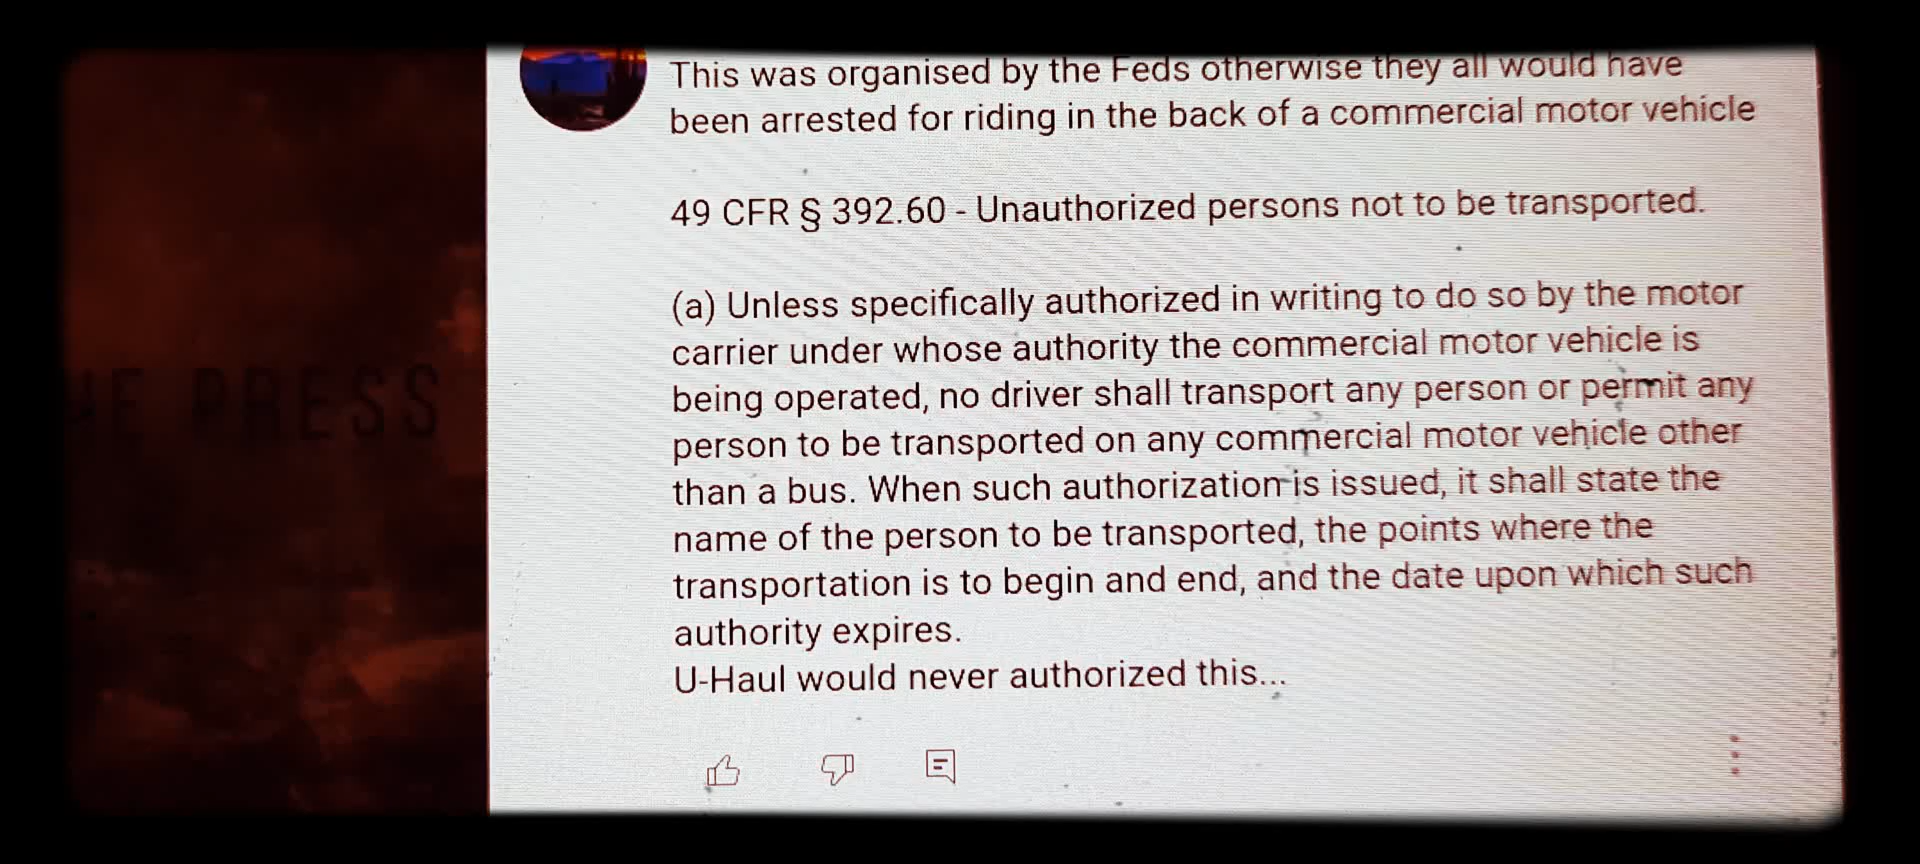 HE PRESS
This was organised by the Feds otherwise they all would have
been arrested for riding in the back of a commercial motor vehicle
49 CFR § 392.60 - Unauthorized persons not to be transported.
(a) Unless specifically authorized in writing to do so by the motor
carrier under whose authority the commercial motor vehicle is
being operated, no driver shall transport any person or permit any
person to be transported on any commercial motor vehicle other
than a bus. When such authorization is issued, it shall state the
name of the person to be transported, the points where the
transportation is to begin and end, and the date upon which such
authority expires.
U-Haul would never authorized this...